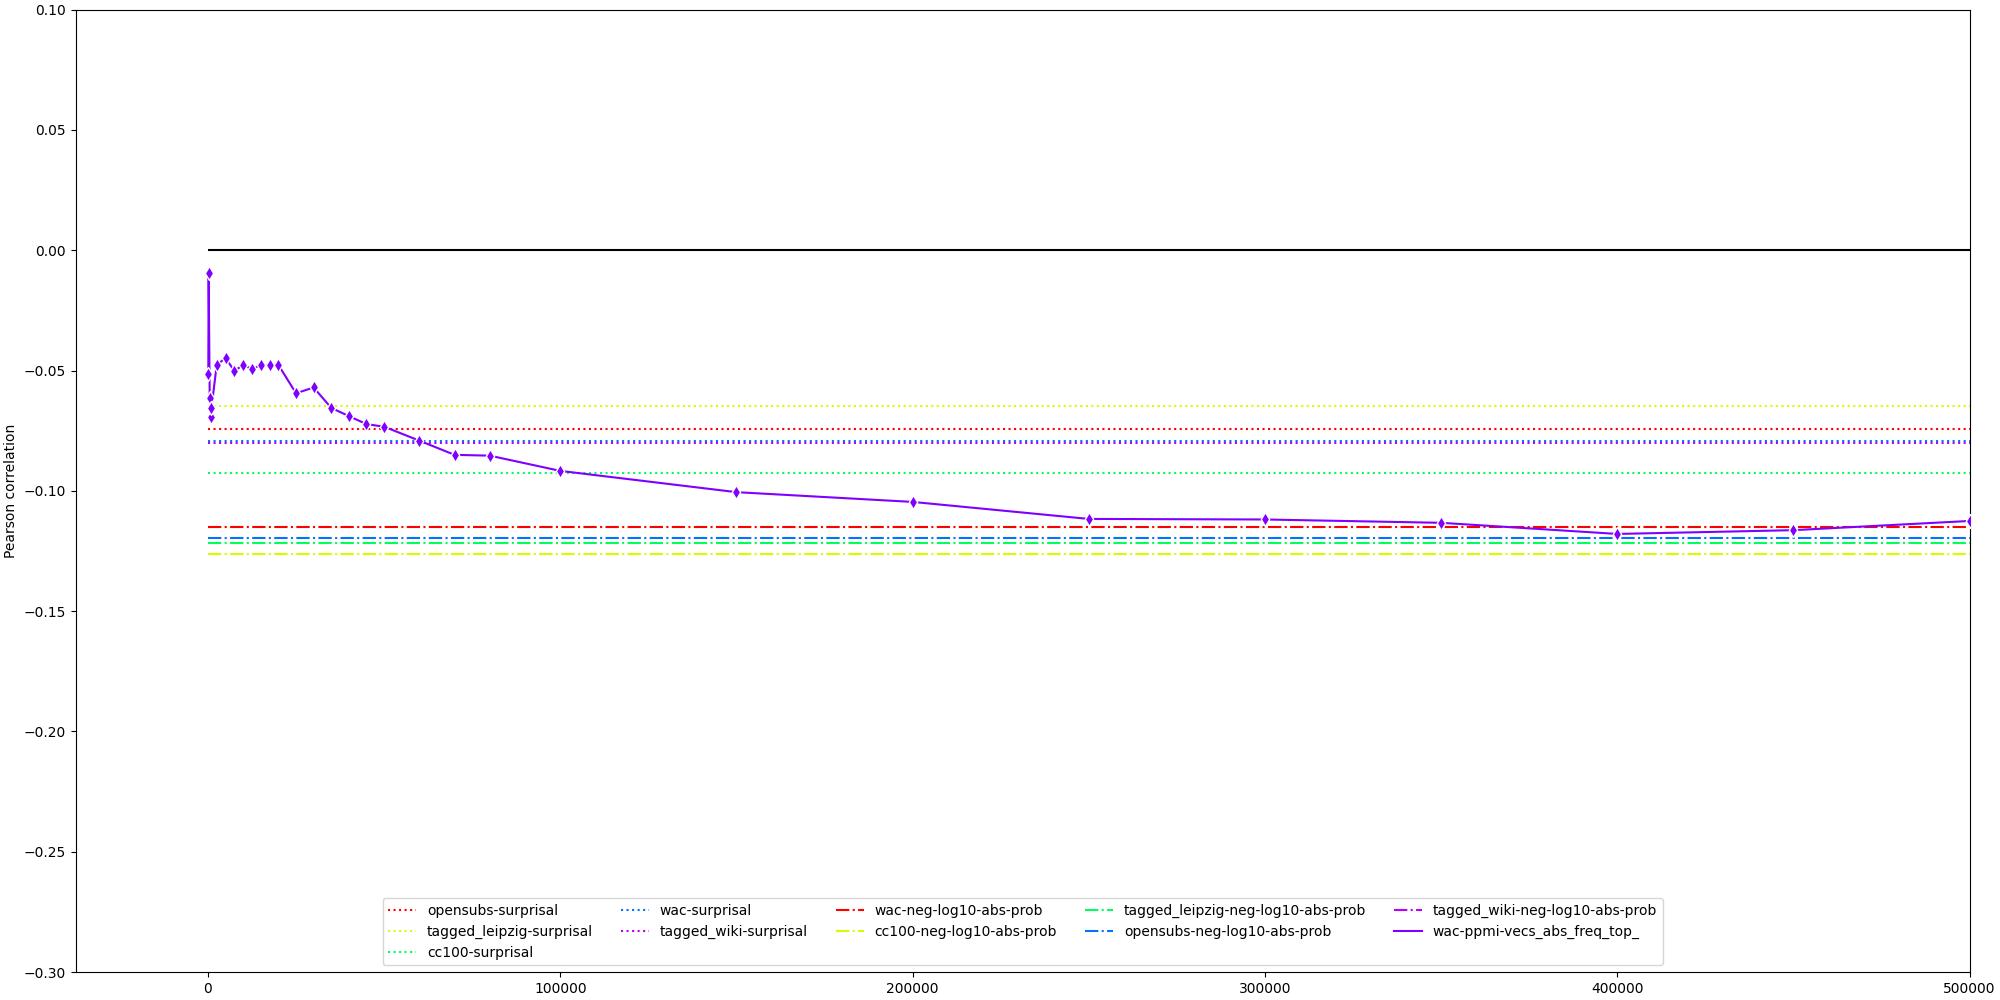 0.10
0.05
0.00
−0.05
−0.10
−0.15
−0.20
−0.25
−0.30
Pearson correlation
0 100000 200000 300000 400000 500000
opensubs-surprisal
tagged_leipzig-surprisal
cc100-surprisal
wac-surprisal
tagged_wiki-surprisal
wac-neg-log10-abs-prob
cc100-neg-log10-abs-prob
tagged_leipzig-neg-log10-abs-prob
opensubs-neg-log10-abs-prob
tagged_wiki-neg-log10-abs-prob
wac-ppmi-vecs_abs_freq_top_